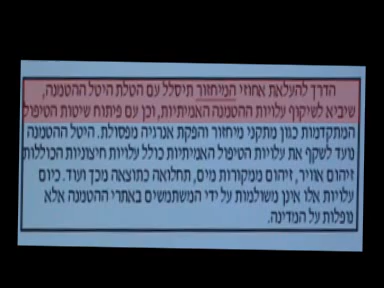 הדרך להעלאת אחוזי המיחזור תיסלל עם הטלת היטל ההטמנה,
שיביא לשיקוף עלויות ההטמנה האמיתיות, וכן עם פיתוח שיטות הטיפול
המתקדמות כגון מתקני מיחזור והפקת אנרגיה מפסולת. היטל ההטמנה
נועד לשקף את עלויות הטיפול האמיתיות כולל עלויות חיצוניות הכוללות
זיהום אוויר, זיהום ממקורות מים, תחלואה כתוצאה מכך ועוד. כיום
עלויות אלו אינן משולמות על ידי המשתמשים באתרי ההטמנה אלא
נופלות על המדינה.